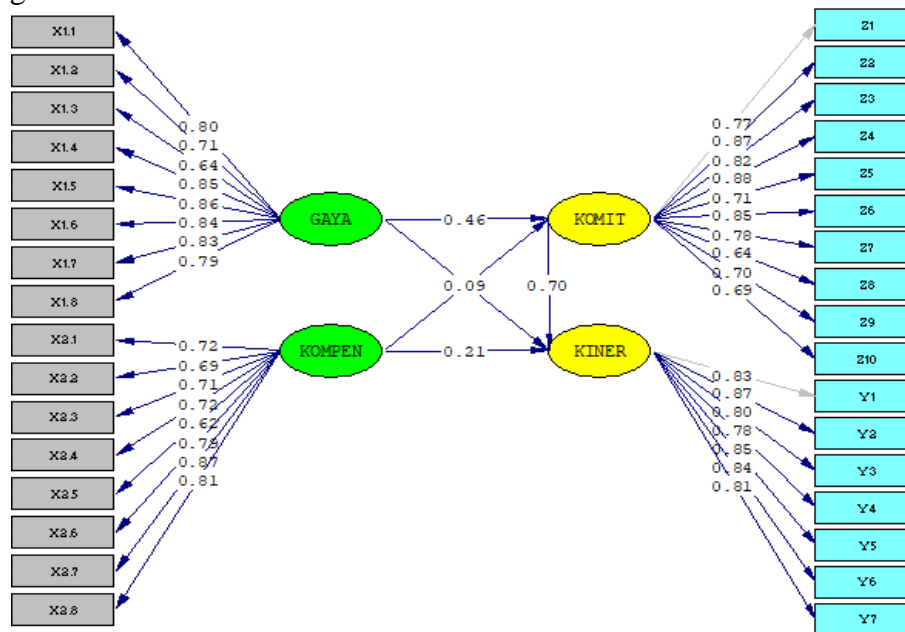 X1.1
X1.2
X1.3
X1.4
X1.5
X1.6
X1.7
X1.8
X2.1
X2.2
X2.3
X2.4
X2.5
X2.6
X2.7
X2.8
0.80
0.71
0.64
0.85
0.86
0.84
0.83
0.79
0.72
0.69
0.71
0.72
0.62
0.79
0.87
0.81
GAYA
KOMPEN
0.46
0.09
0.70
0.21
KOMIT
KINER
0.77
0.87
0.82
0.88
0.71
0.85
0.78
0.64
0.70
0.69
0.83
0.87
0.80
0.78
0.85
0.84
0.81
Z1
Z2
Z3
Z4
Z5
Z6
Z7
Z8
Z9
Z10
Y1
Y2
Y3
Y4
Y5
Y6
Y7